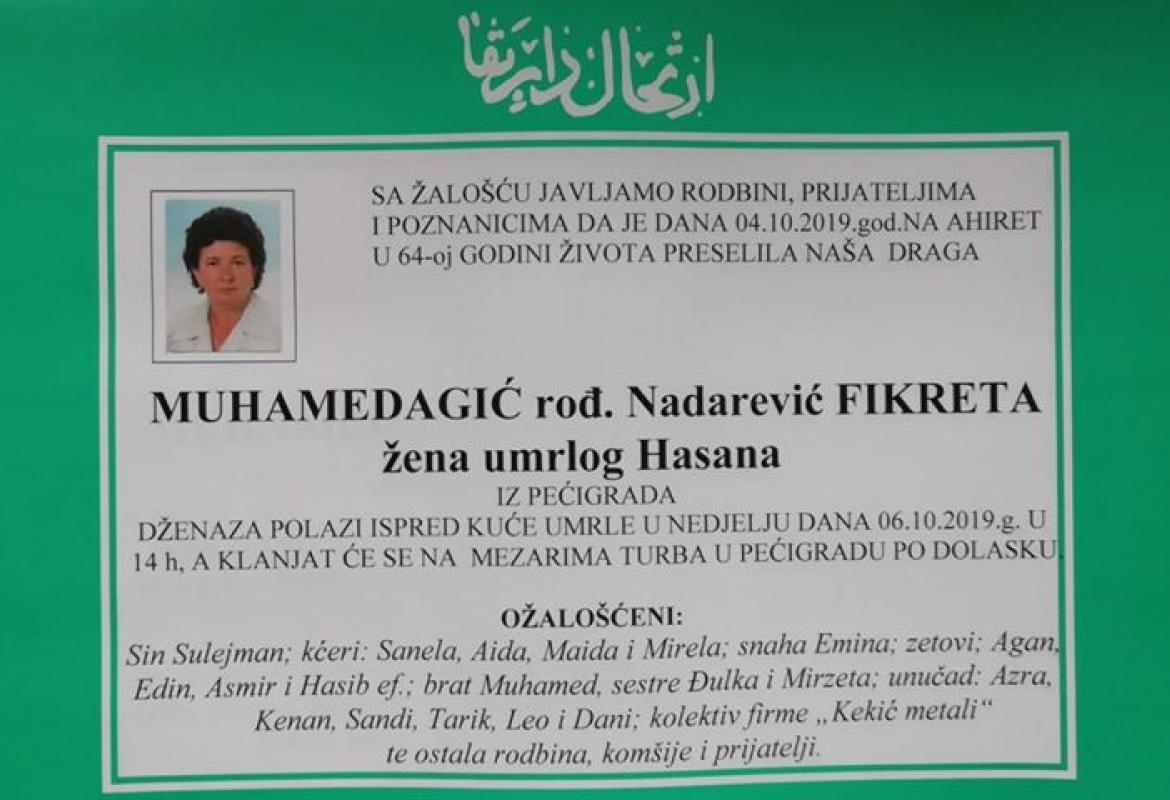 ارتحال دار بقا
SA ŽALOŠĆU JAVLJAMO RODBINI, PRIJATELJIMA
I POZNANICIMA DA JE DANA 04.10.2019.god.NA AHIRET
U 64-oj GODINI ŽIVOTA PRESELILA NAŠA DRAGA
MUHAMEDAGIĆ rođ. Nadarević FIKRETA
žena umrlog Hasana
IZ PEĆIGRADA
DŽENAZA POLAZI ISPRED KUĆE UMRLE U NEDJELJU DANA 06.10.2019.g. U
14 h, A KLANJAT ĆE SE NA MEZARIMA TURBA U PEĆIGRADU PO DOLASKU.
OŽALOŠĆENI:
Sin Sulejman; kćeri: Sanela, Aida, Maida i Mirela; snaha Emina; zetovi; Agan,
Edin, Asmir i Hasib ef.; brat Muhamed, sestre Đulka i Mirzeta; unučad: Azra,
Kenan, Sandi, Tarik, Leo i Dani; kolektiv firme „Kekić metali“
te ostala rodbina, komšije i prijatelji.